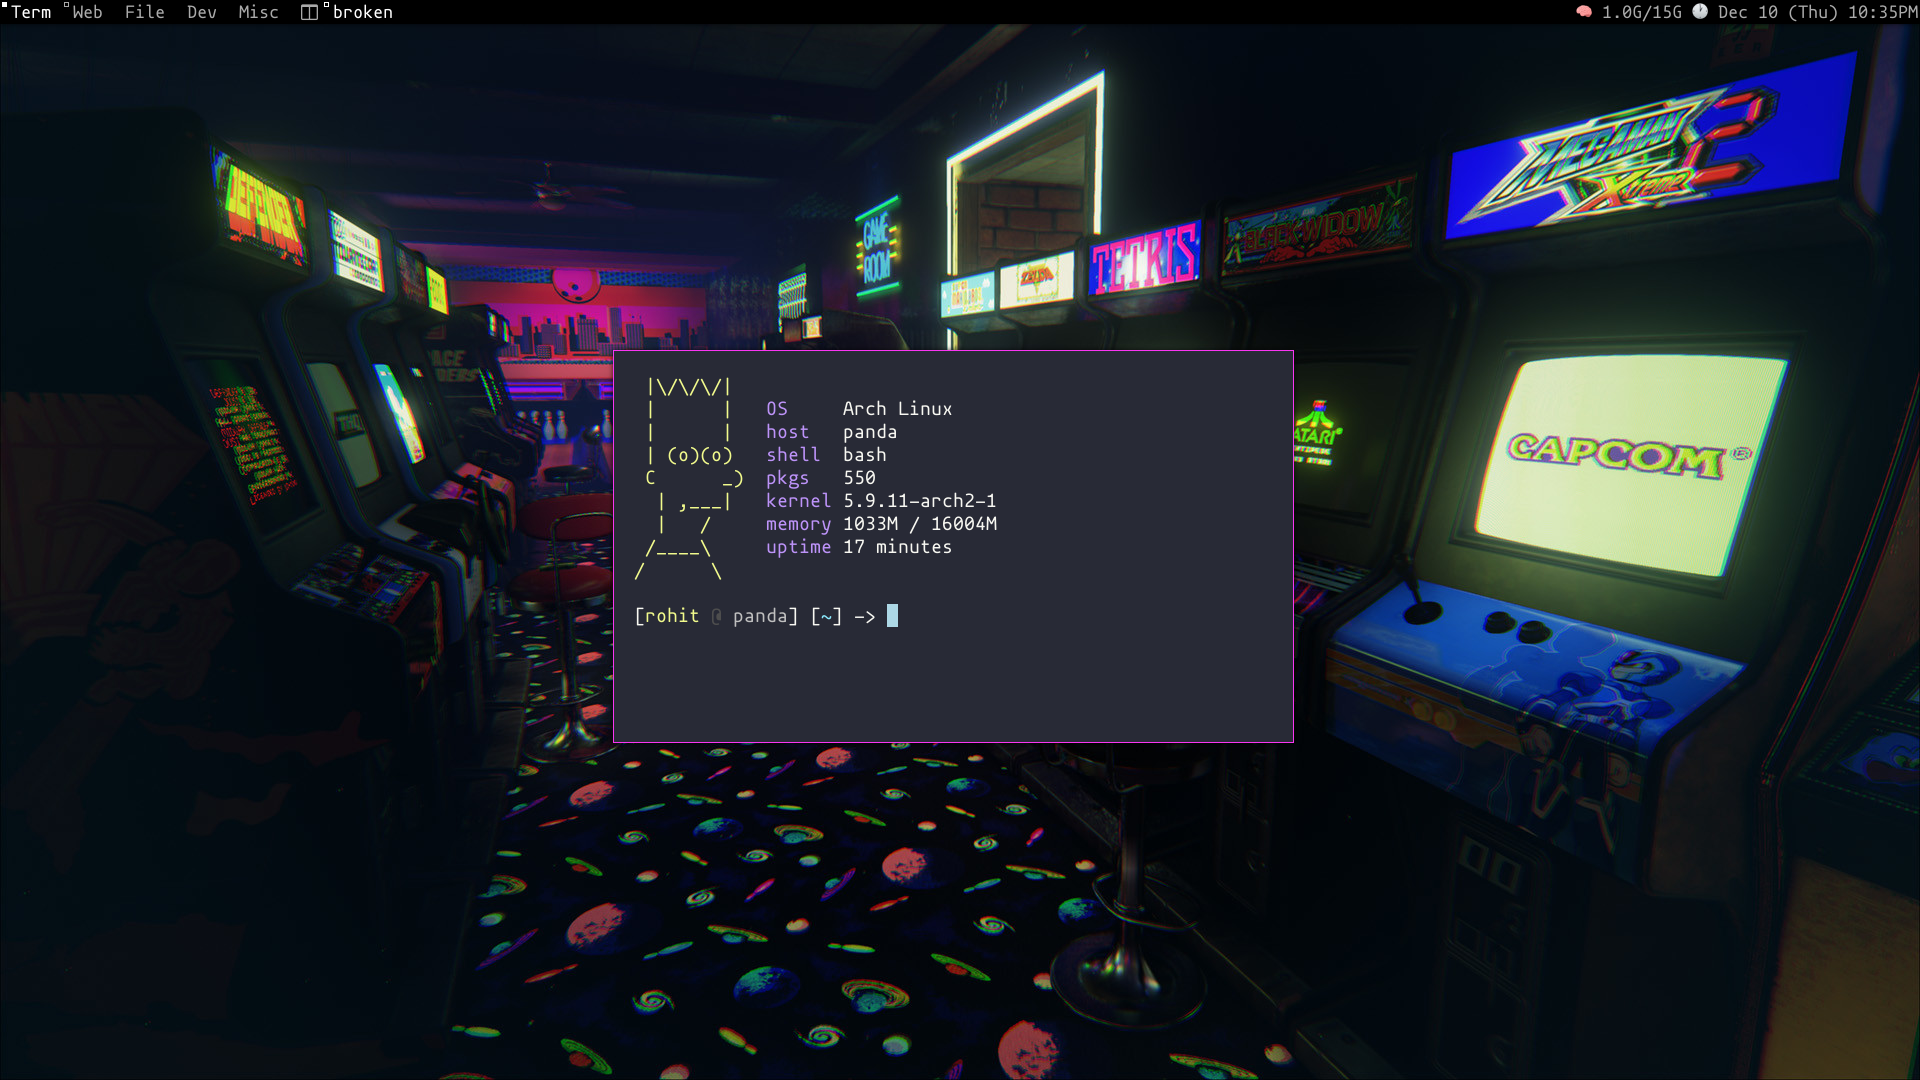 Term Web File Dev Misc broken 1.0G/15G Dec 10 (Thu) 10:35PM
DEFENDER
GAME
ROOM
ZELDA
TETRIS
BLACK WIDOW
MEGAMAN
Xtreme 2
ATARI
CAPCOM®
|\/\/\/|
|      |   OS     Arch Linux
|      |   host   panda
| (o)(o)   shell  bash
C      _)  pkgs   550
| ,___|   kernel 5.9.11-arch2-1
|   /     memory 1033M / 16004M
/____\     uptime 17 minutes
/      \
[rohit @ panda] [~] ->